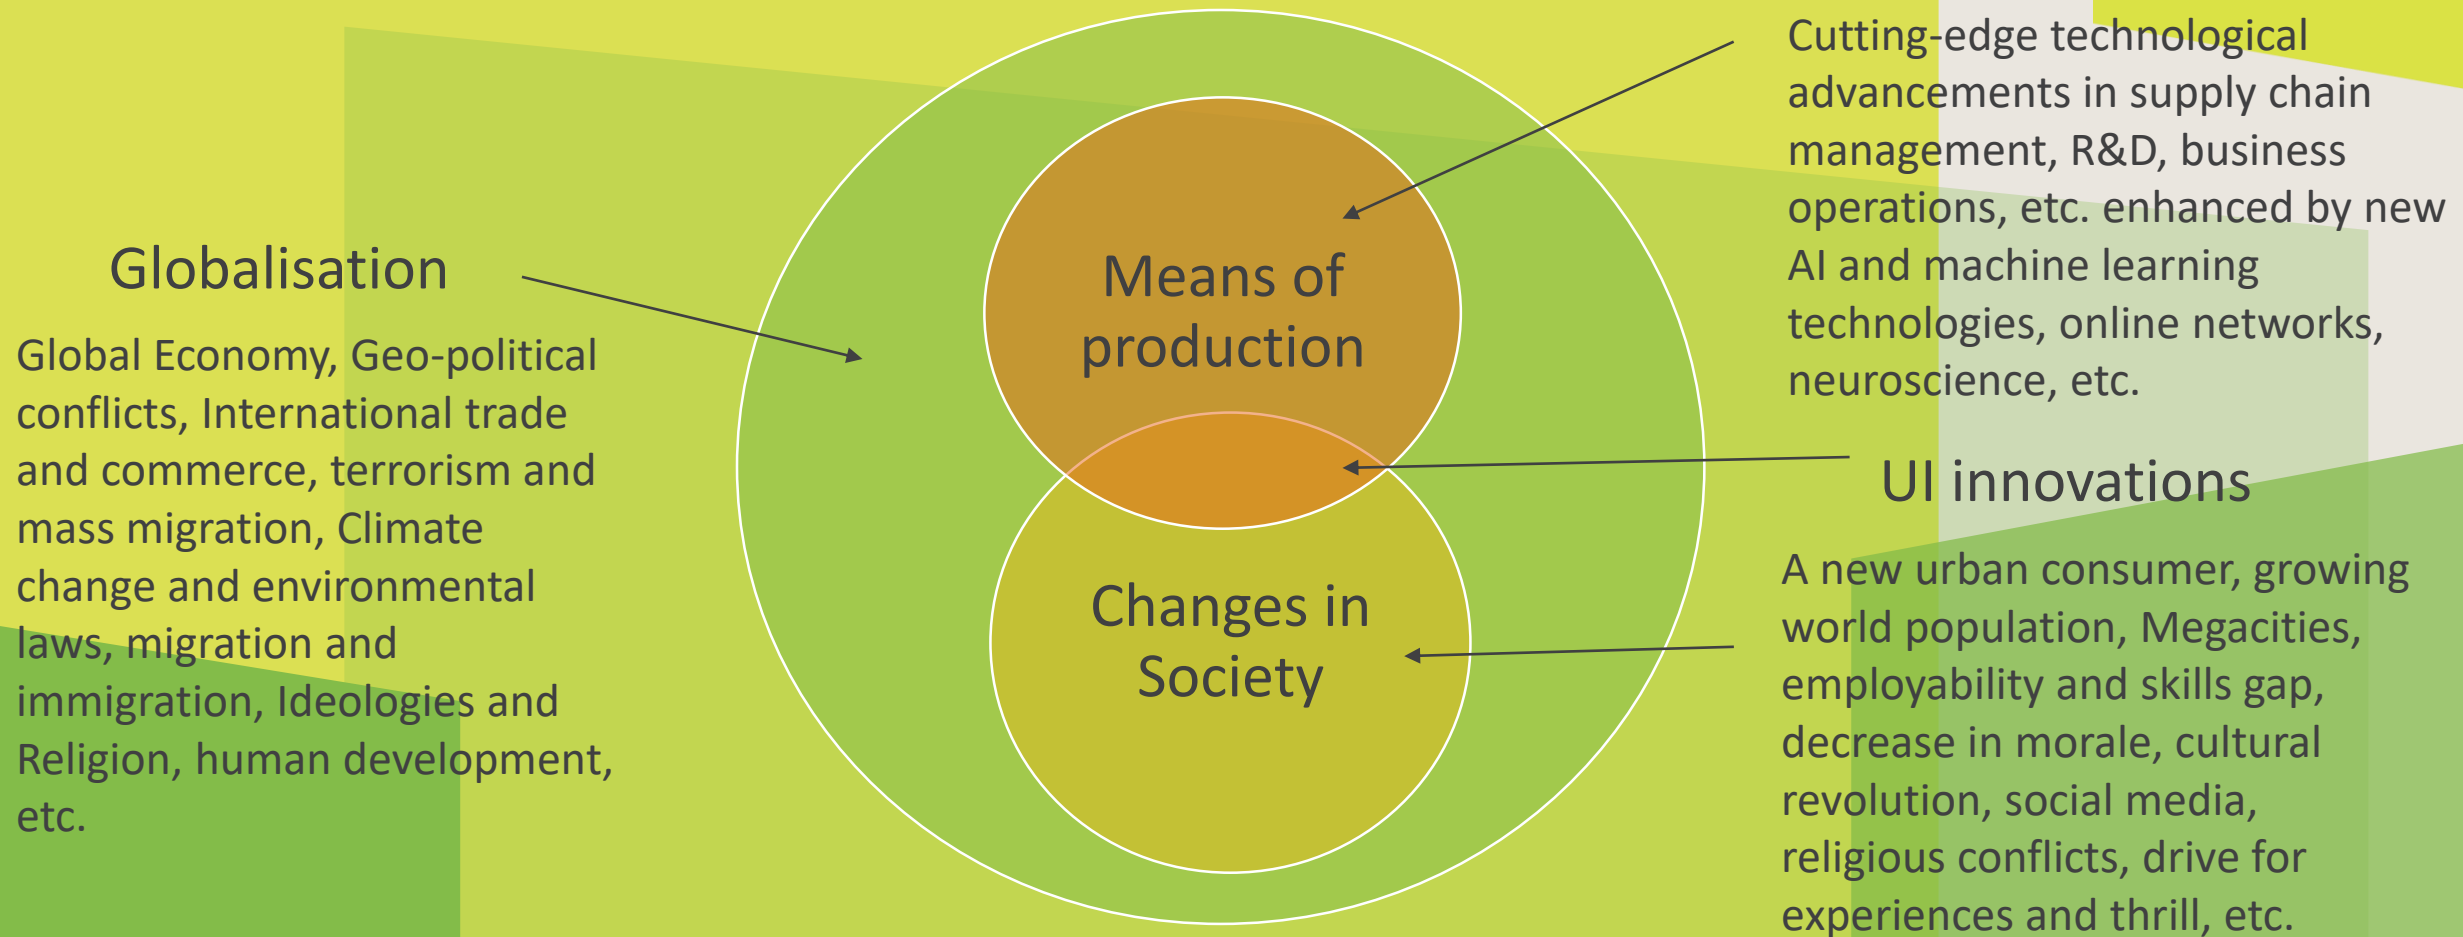 Globalisation
Global Economy, Geo-political
conflicts, International trade
and commerce, terrorism and
mass migration, Climate
change and environmental
laws, migration and
immigration, Ideologies and
Religion, human development,
etc.
Means of
production
Changes in
Society
Cutting-edge technological
advancements in supply chain
management, R&D, business
operations, etc. enhanced by new
AI and machine learning
technologies, online networks,
neuroscience, etc.
UI innovations
A new urban consumer, growing
world population, Megacities,
employability and skills gap,
decrease in morale, cultural
revolution, social media,
religious conflicts, drive for
experiences and thrill, etc.